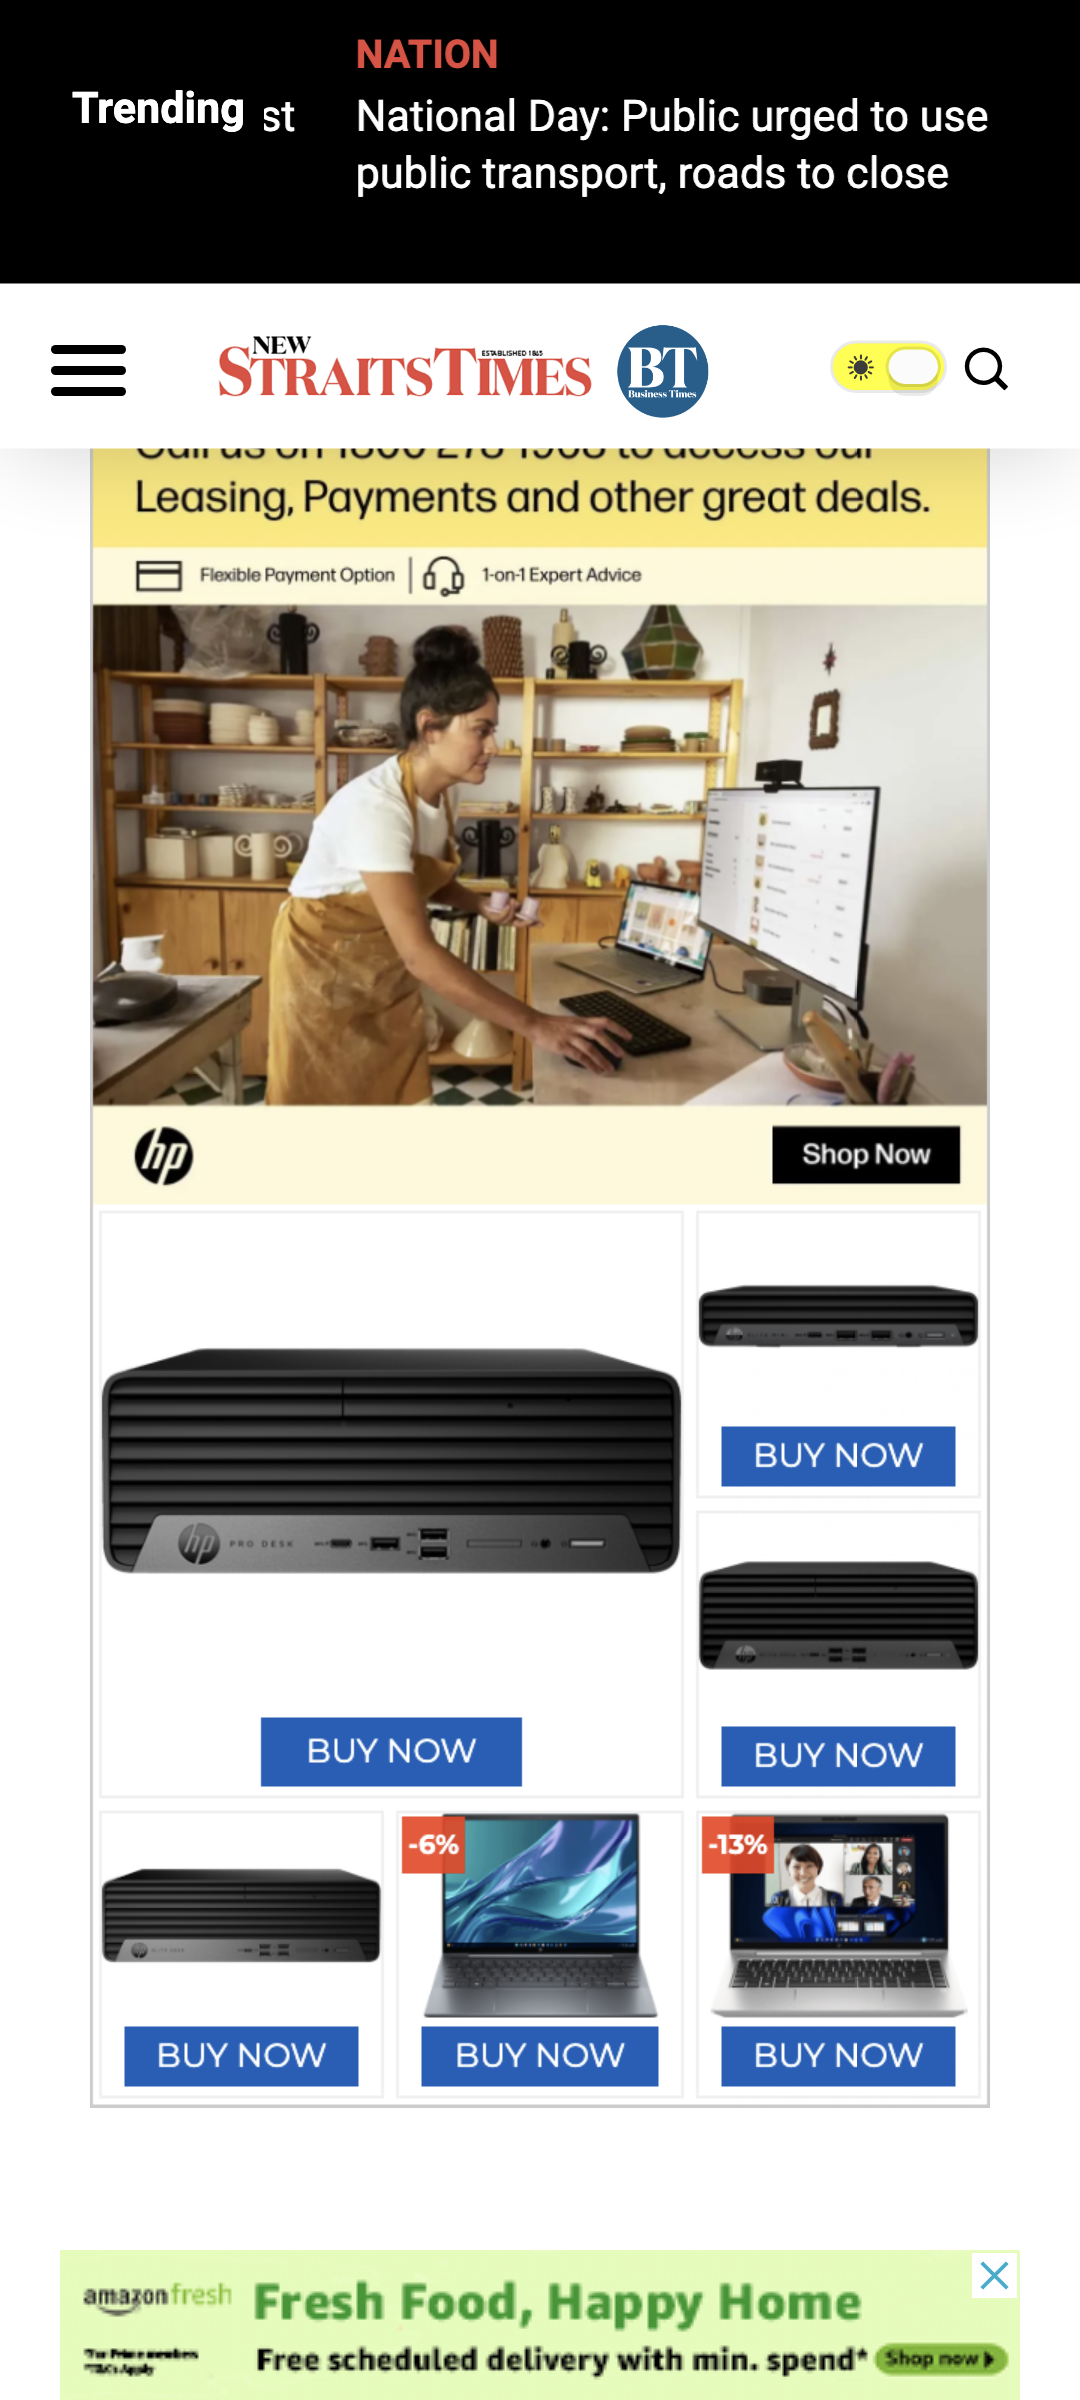 NATION
Trending st
National Day: Public urged to use
public transport, roads to close
NEW
STRAITS TIMES
ESTABLISHED 1845
BT
Business Times
Leasing, Payments and other great deals.
Flexible Payment Option
1-on-1 Expert Advice
hp
Shop Now
hp PRO DESK
BUY NOW
BUY NOW
BUY NOW
-6%
-13%
BUY NOW
BUY NOW
BUY NOW
amazon fresh
Fresh Food, Happy Home
Free scheduled delivery with min. spend*
Shop now